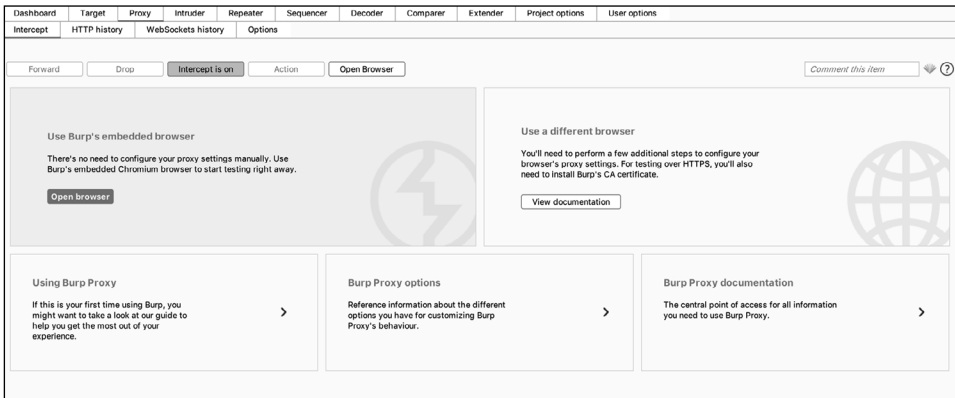 Dashboard Target Proxy Intruder Repeater Sequencer Decoder Comparer Extender Project options User options
Intercept HTTP history WebSockets history Options
Forward Drop Intercept is on Action Open Browser Comment this item ?
Use Burp's embedded browser
There's no need to configure your proxy settings manually. Use
Burp's embedded Chromium browser to start testing right away.
Open browser
Use a different browser
You'll need to perform a few additional steps to configure your
browser's proxy settings. For testing over HTTPS, you'll also
need to install Burp's CA certificate.
View documentation
Using Burp Proxy
If this is your first time using Burp, you
might want to take a look at our guide to
help you get the most out of your
experience.
Burp Proxy options
Reference information about the different
options you have for customizing Burp
Proxy's behaviour.
Burp Proxy documentation
The central point of access for all information
you need to use Burp Proxy.